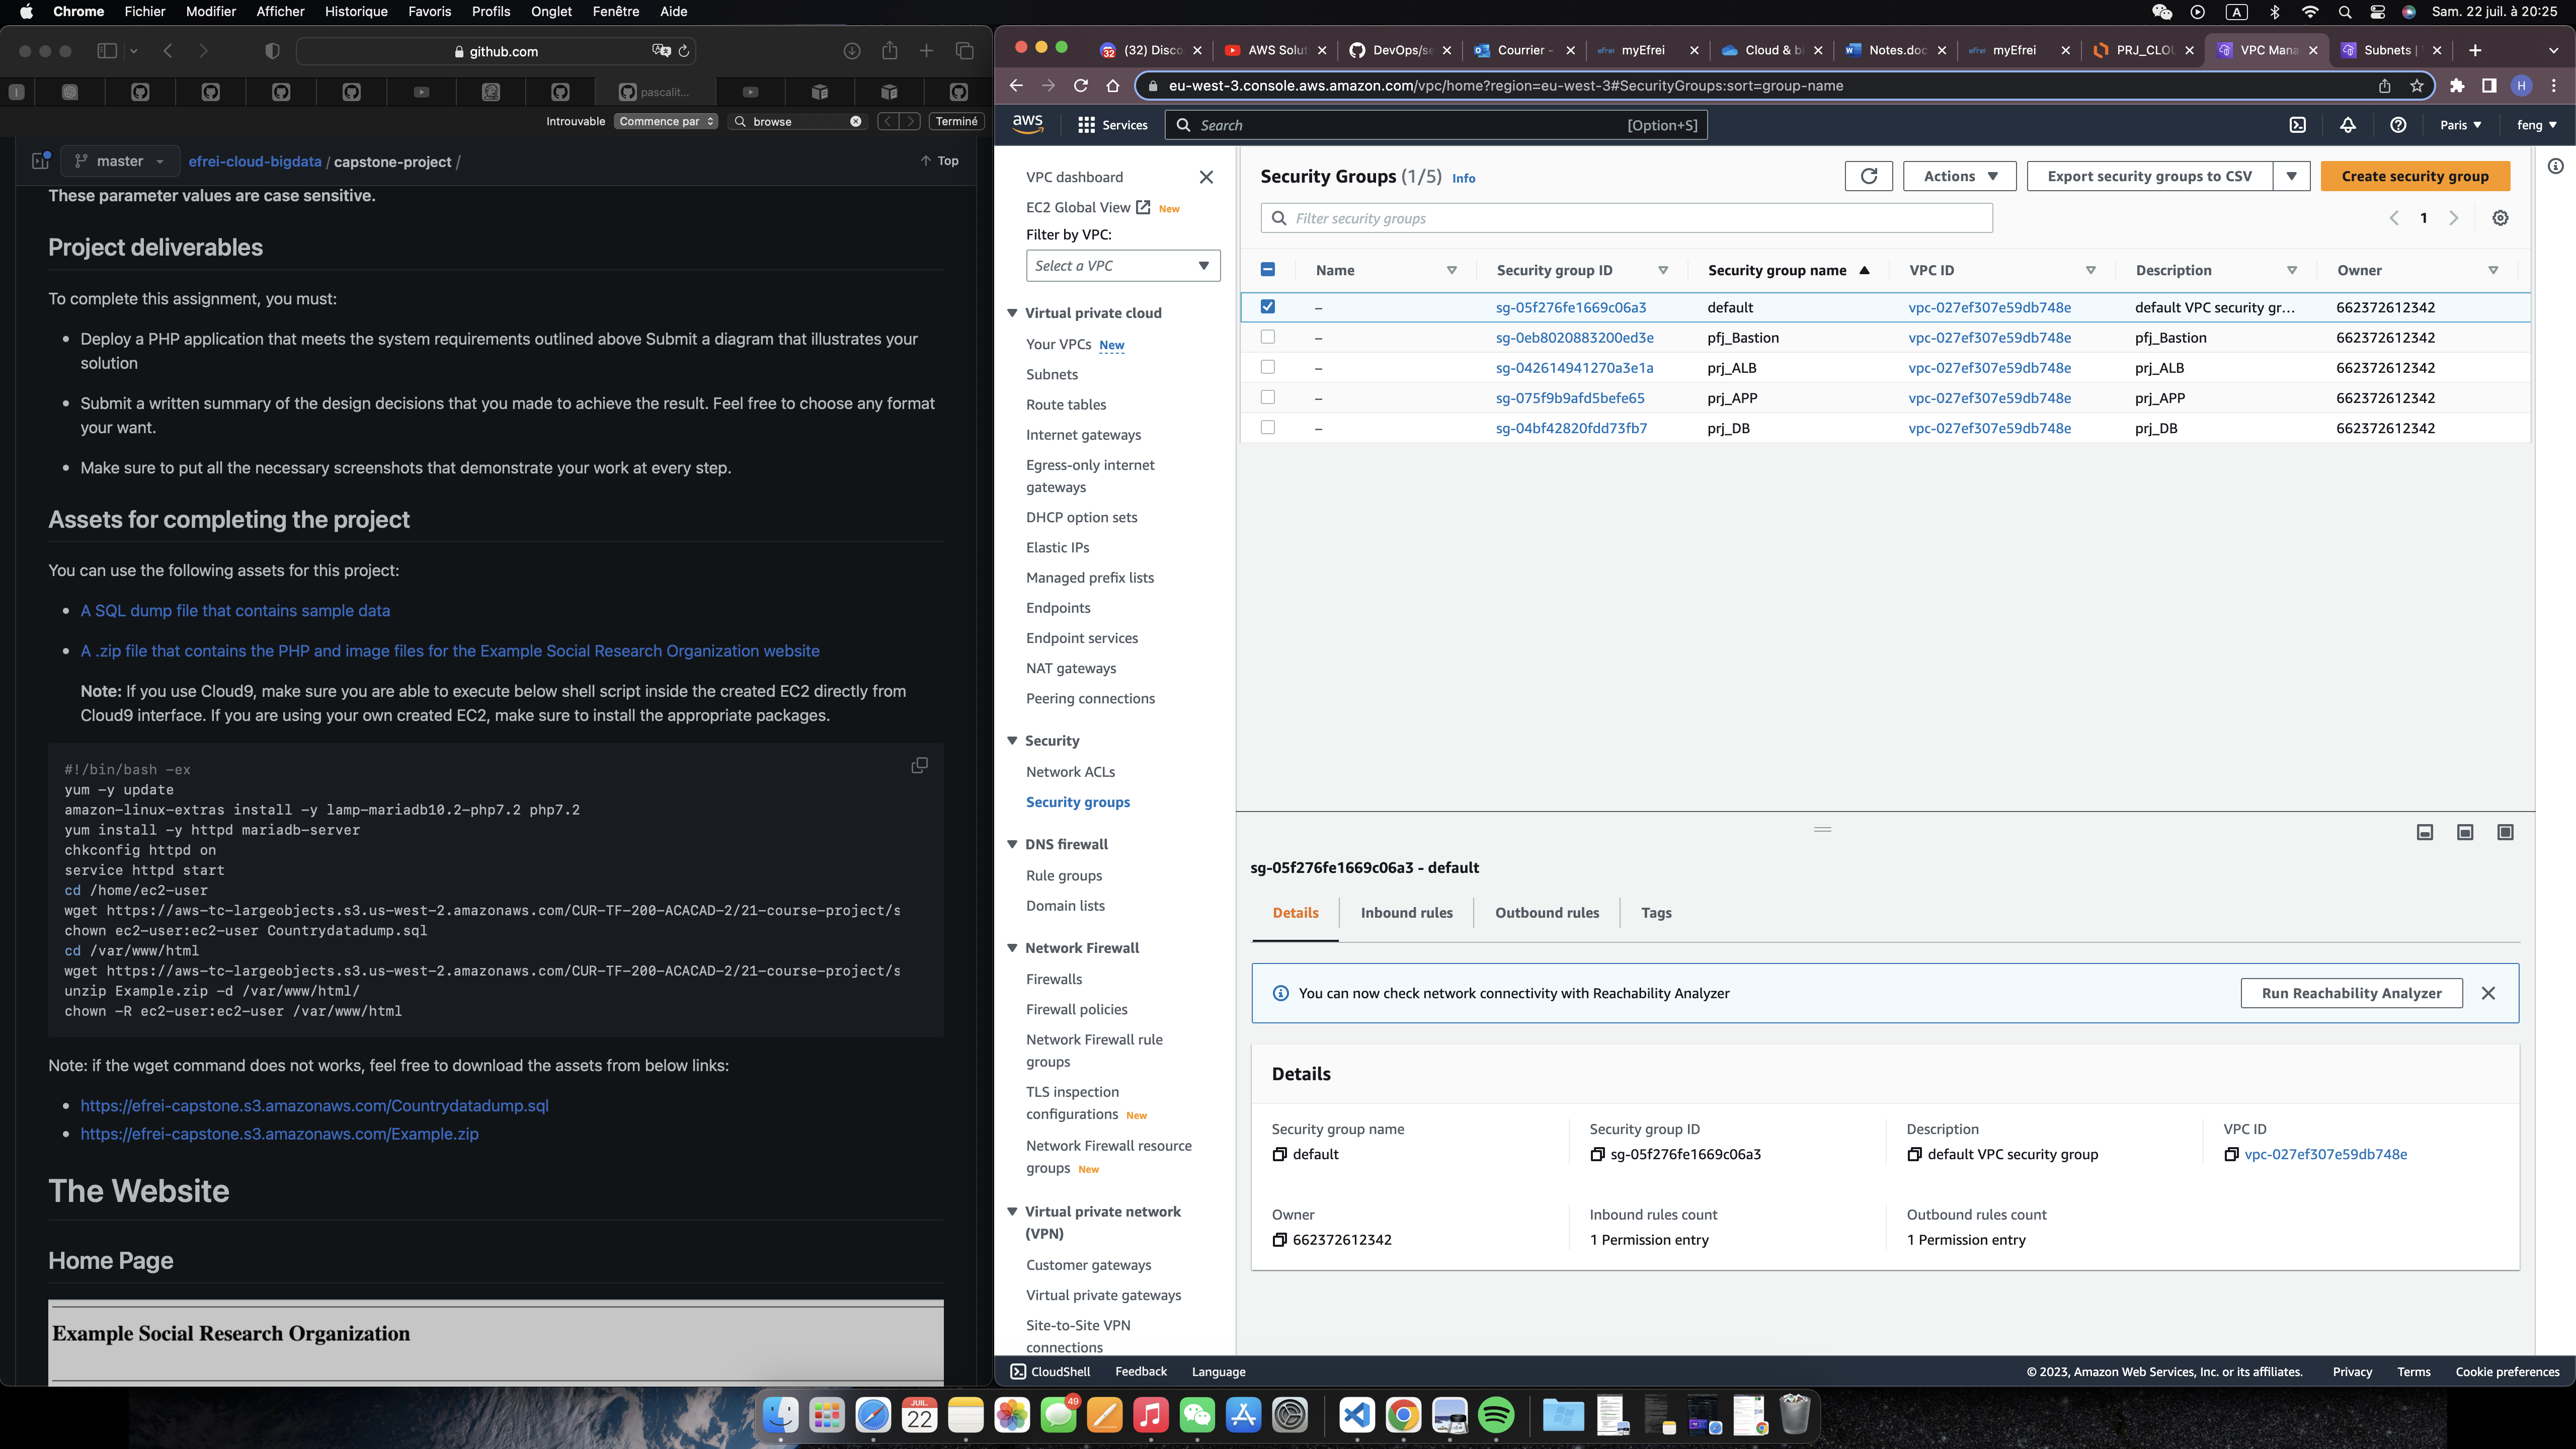 Chrome Fichier Modifier Afficher Historique Favoris Profils Onglet Fenêtre Aide
A Sam. 22 juil. à 20:25
github.com
pascalit...
Introuvable Commence par browse Terminé
master efrei-cloud-bigdata / capstone-project / Top
These parameter values are case sensitive.
Project deliverables
To complete this assignment, you must:
• Deploy a PHP application that meets the system requirements outlined above Submit a diagram that illustrates your
solution
• Submit a written summary of the design decisions that you made to achieve the result. Feel free to choose any format
your want.
• Make sure to put all the necessary screenshots that demonstrate your work at every step.
Assets for completing the project
You can use the following assets for this project:
• A SQL dump file that contains sample data
• A .zip file that contains the PHP and image files for the Example Social Research Organization website
Note: If you use Cloud9, make sure you are able to execute below shell script inside the created EC2 directly from
Cloud9 interface. If you are using your own created EC2, make sure to install the appropriate packages.
#!/bin/bash -ex
yum -y update
amazon-linux-extras install -y lamp-mariadb10.2-php7.2 php7.2
yum install -y httpd mariadb-server
chkconfig httpd on
service httpd start
cd /home/ec2-user
wget https://aws-tc-largeobjects.s3.us-west-2.amazonaws.com/CUR-TF-200-ACACAD-2/21-course-project/s
chown ec2-user:ec2-user Countrydatadump.sql
cd /var/www/html
wget https://aws-tc-largeobjects.s3.us-west-2.amazonaws.com/CUR-TF-200-ACACAD-2/21-course-project/s
unzip Example.zip -d /var/www/html/
chown -R ec2-user:ec2-user /var/www/html
Note: if the wget command does not works, feel free to download the assets from below links:
• https://efrei-capstone.s3.amazonaws.com/Countrydatadump.sql
• https://efrei-capstone.s3.amazonaws.com/Example.zip
The Website
Home Page
Example Social Research Organization
(32) Disco AWS Solut DevOps/se Courrier - myEfrei Cloud & bi Notes.doc myEfrei PRJ_CLOU VPC Mana Subnets |
eu-west-3.console.aws.amazon.com/vpc/home?region=eu-west-3#SecurityGroups:sort=group-name H
aws Services Search [Option+S] Paris feng
VPC dashboard
EC2 Global View New
Filter by VPC:
Select a VPC
Virtual private cloud
Your VPCs New
Subnets
Route tables
Internet gateways
Egress-only internet
gateways
DHCP option sets
Elastic IPs
Managed prefix lists
Endpoints
Endpoint services
NAT gateways
Peering connections
Security
Network ACLs
Security groups
DNS firewall
Rule groups
Domain lists
Network Firewall
Firewalls
Firewall policies
Network Firewall rule
groups
TLS inspection
configurations New
Network Firewall resource
groups New
Virtual private network
(VPN)
Customer gateways
Virtual private gateways
Site-to-Site VPN
connections
Security Groups (1/5) Info Actions Export security groups to CSV Create security group
Filter security groups 1
Name Security group ID Security group name VPC ID Description Owner
– sg-05f276fe1669c06a3 default vpc-027ef307e59db748e default VPC security gr... 662372612342
– sg-0eb8020883200ed3e pfj_Bastion vpc-027ef307e59db748e pfj_Bastion 662372612342
– sg-042614941270a3e1a prj_ALB vpc-027ef307e59db748e prj_ALB 662372612342
– sg-075f9b9afd5befe65 prj_APP vpc-027ef307e59db748e prj_APP 662372612342
– sg-04bf42820fdd73fb7 prj_DB vpc-027ef307e59db748e prj_DB 662372612342
sg-05f276fe1669c06a3 - default
Details Inbound rules Outbound rules Tags
You can now check network connectivity with Reachability Analyzer Run Reachability Analyzer
Details
Security group name Security group ID Description VPC ID
default sg-05f276fe1669c06a3 default VPC security group vpc-027ef307e59db748e
Owner Inbound rules count Outbound rules count
662372612342 1 Permission entry 1 Permission entry
CloudShell Feedback Language © 2023, Amazon Web Services, Inc. or its affiliates. Privacy Terms Cookie preferences
JUIL. 22 49